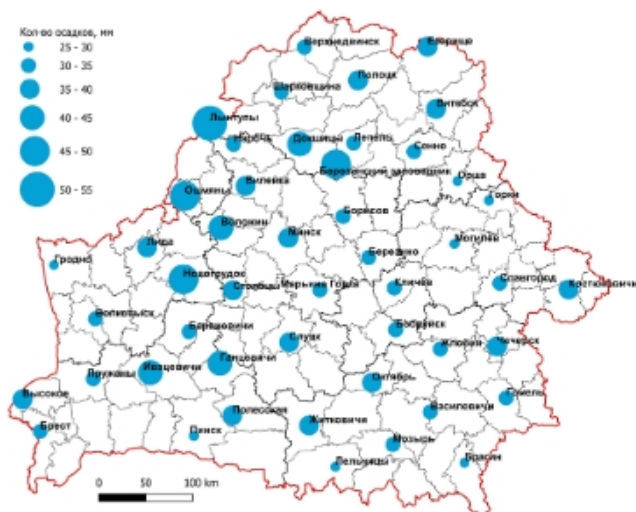 Кол-во осадков, мм
25 - 30
30 - 35
35 - 40
40 - 45
45 - 50
50 - 55
Верхнедвинск
Езерище
Полоцк
Шарковщина
Витебск
Лынтупы
Нарочь
Докшицы
Лепель
Сенно
Березинский заповедник
Орша
Вилейка
Ошмяны
Горки
Борисов
Воложин
Минск
Лида
Могилев
Березино
Гродно
Новогрудок
Столбцы
Марьина Горка
Кличев
Славгород
Костюковичи
Волковыск
Барановичи
Бобруйск
Слуцк
Жлобин
Чечерск
Ганцевичи
Ивацевичи
Пружаны
Октябрь
Высокое
Гомель
Полесская
Василевичи
Житковичи
Брест
Пинск
Мозырь
Лельчицы
Брагин
0
50
100 km